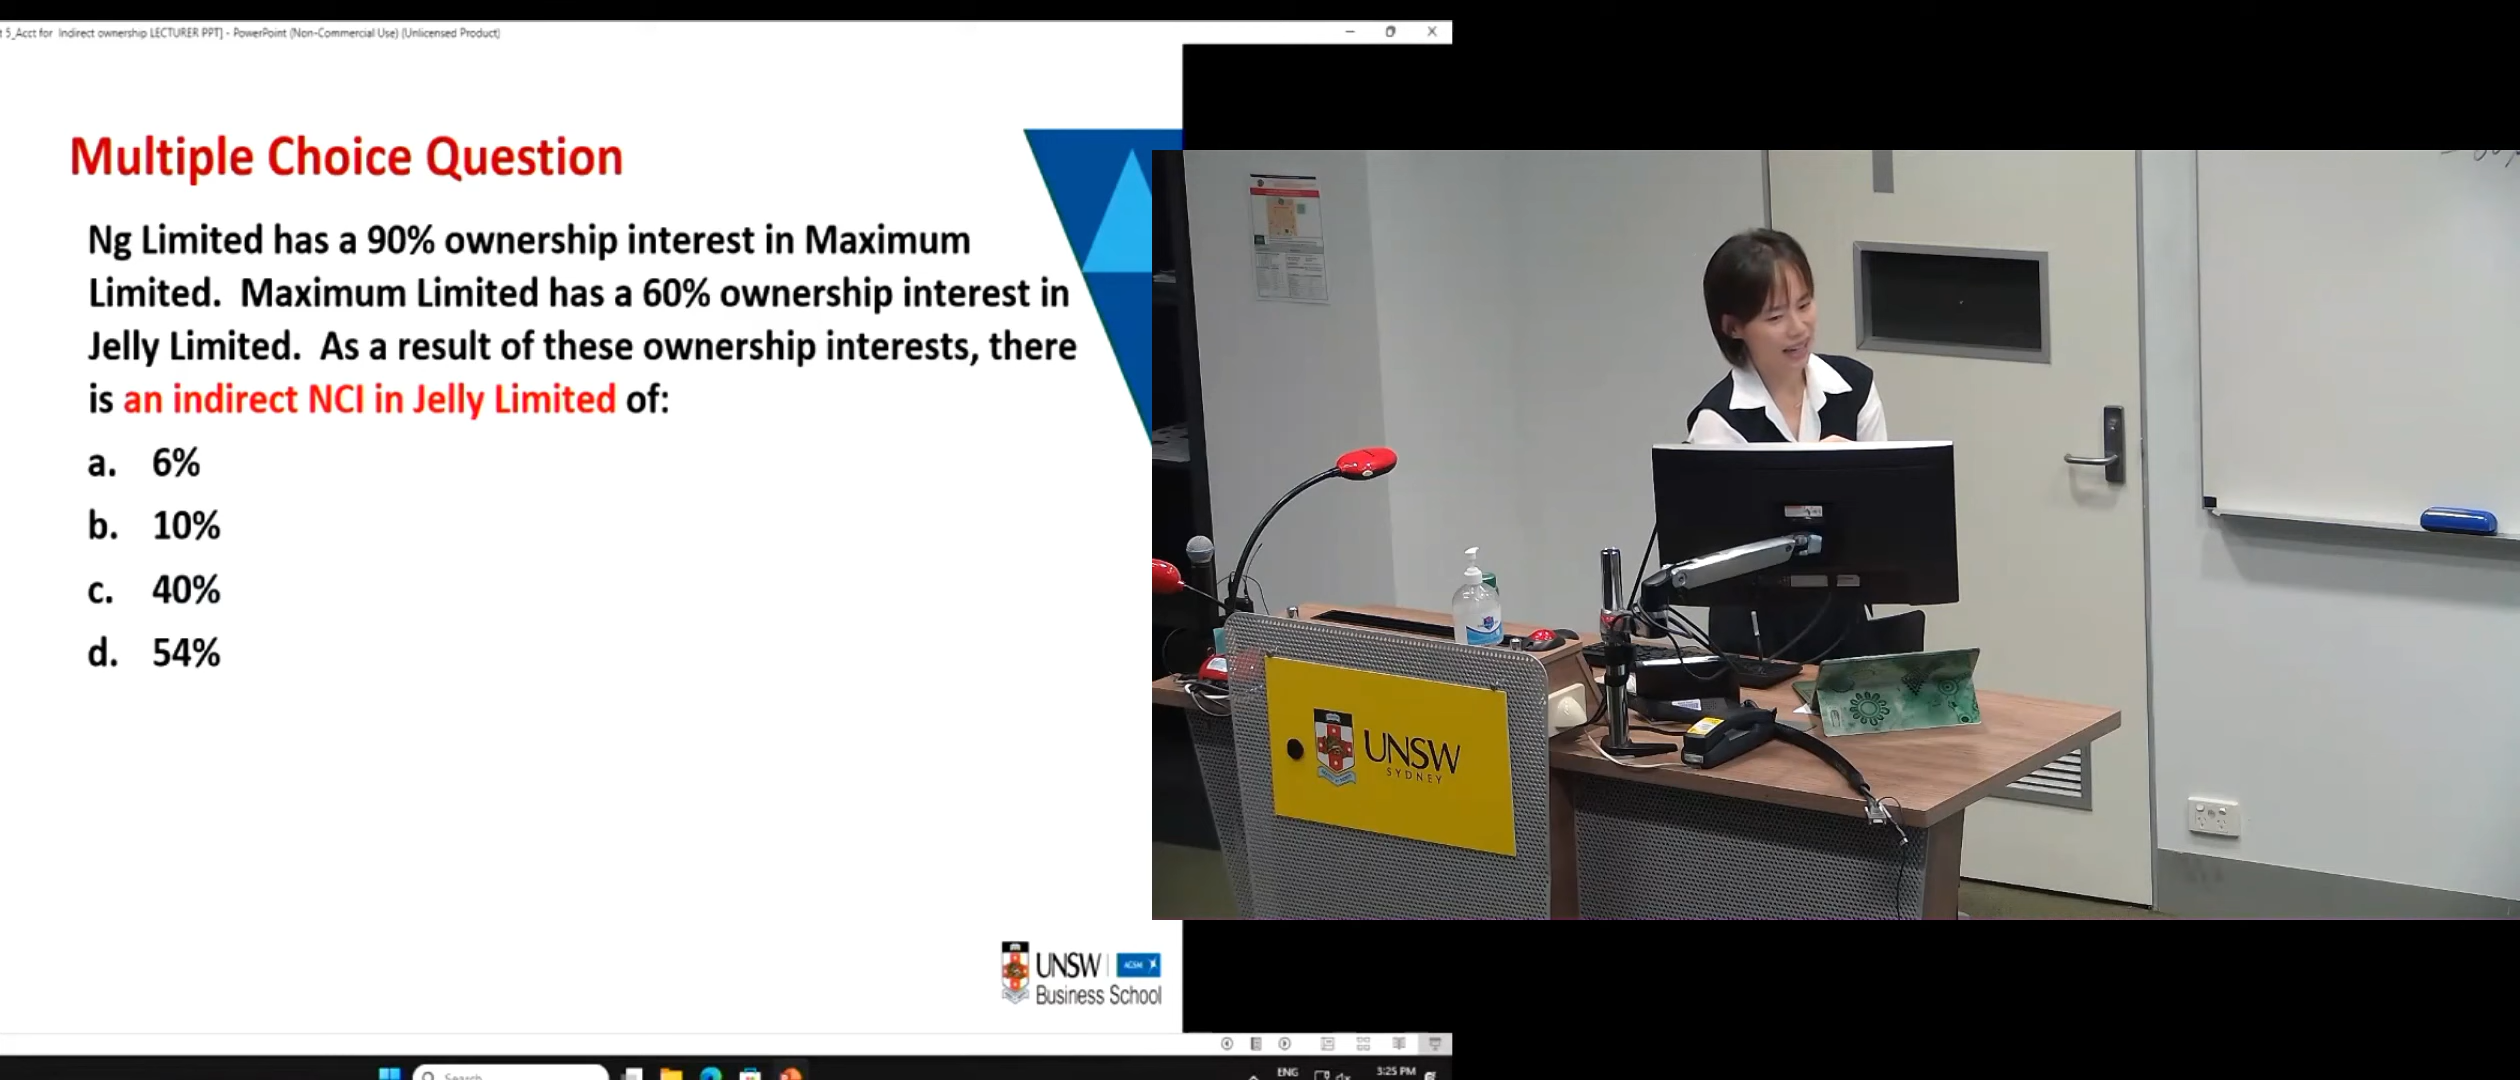 t 5_Acct for Indirect ownership LECTURER PPT] - PowerPoint (Non-Commercial Use) (Unlicensed Product)
Multiple Choice Question
Ng Limited has a 90% ownership interest in Maximum
Limited. Maximum Limited has a 60% ownership interest in
Jelly Limited. As a result of these ownership interests, there
is an indirect NCI in Jelly Limited of:
a. 6%
b. 10%
c. 40%
d. 54%
UNSW
SYDNEY
UNSW AGSM
Business School
Search
ENG
3:25 PM